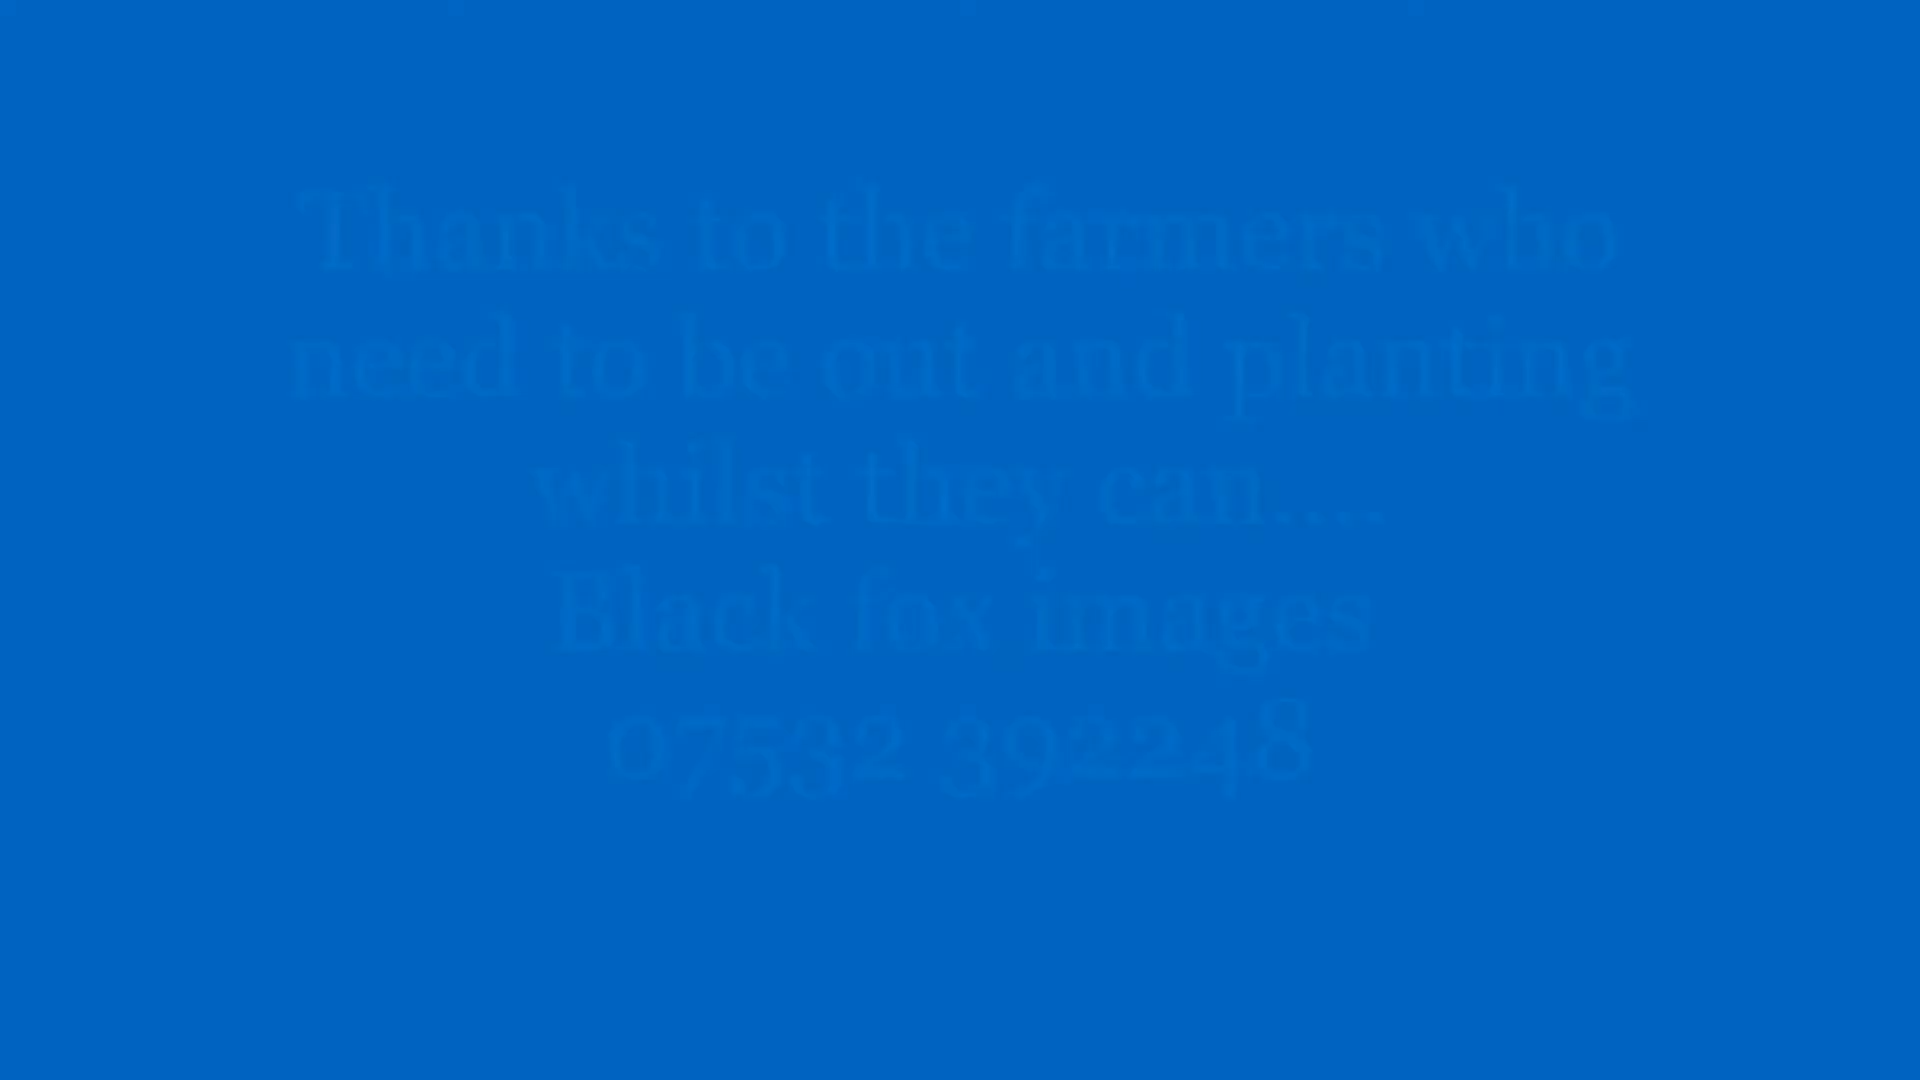 Thanks to the farmers who
need to be out and planting
whilst they can....
Black fox images
07532 392248